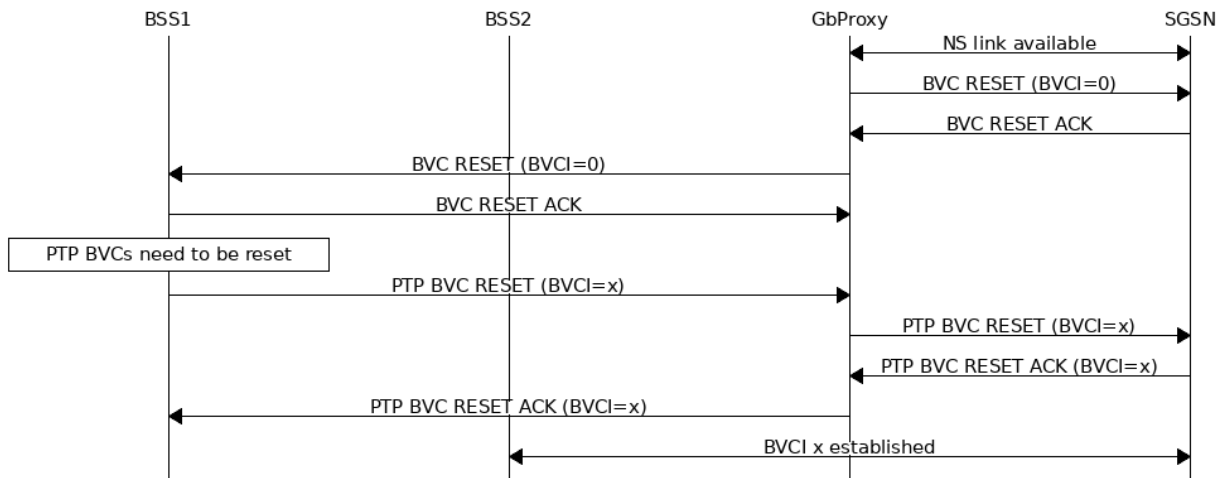 BSS1 BSS2 GbProxy SGSN
NS link available
BVC RESET (BVCI=0)
BVC RESET ACK
BVC RESET (BVCI=0)
BVC RESET ACK
PTP BVCs need to be reset
PTP BVC RESET (BVCI=x)
PTP BVC RESET (BVCI=x)
PTP BVC RESET ACK (BVCI=x)
PTP BVC RESET ACK (BVCI=x)
BVCI x established